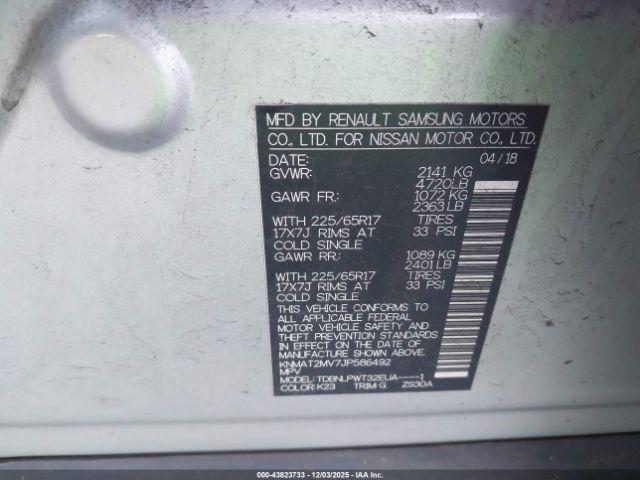 MFD BY RENAULT SAMSUNG MOTORS
CO., LTD. FOR NISSAN MOTOR CO., LTD.
DATE: 04/18
GVWR: 2141 KG
4720LB
GAWR FR: 1072 KG
2363LB
WITH 225/65R17 TIRES
17X7J RIMS AT 33 PSI
COLD SINGLE
GAWR RR: 1089 KG
2401LB
WITH 225/65R17 TIRES
17X7J RIMS AT 33 PSI
COLD SINGLE
THIS VEHICLE CONFORMS TO
ALL APPLICABLE FEDERAL
MOTOR VEHICLE SAFETY AND
THEFT PREVENTION STANDARDS
IN EFFECT ON THE DATE OF
MANUFACTURE SHOWN ABOVE.
KNMAT2MV7JP586492
MPV
MODEL: TDBNLPWT32EUA-----1
COLOR: K23 TRIM: G ZS30A
000-43823733 - 12/03/2025 - IAA Inc.